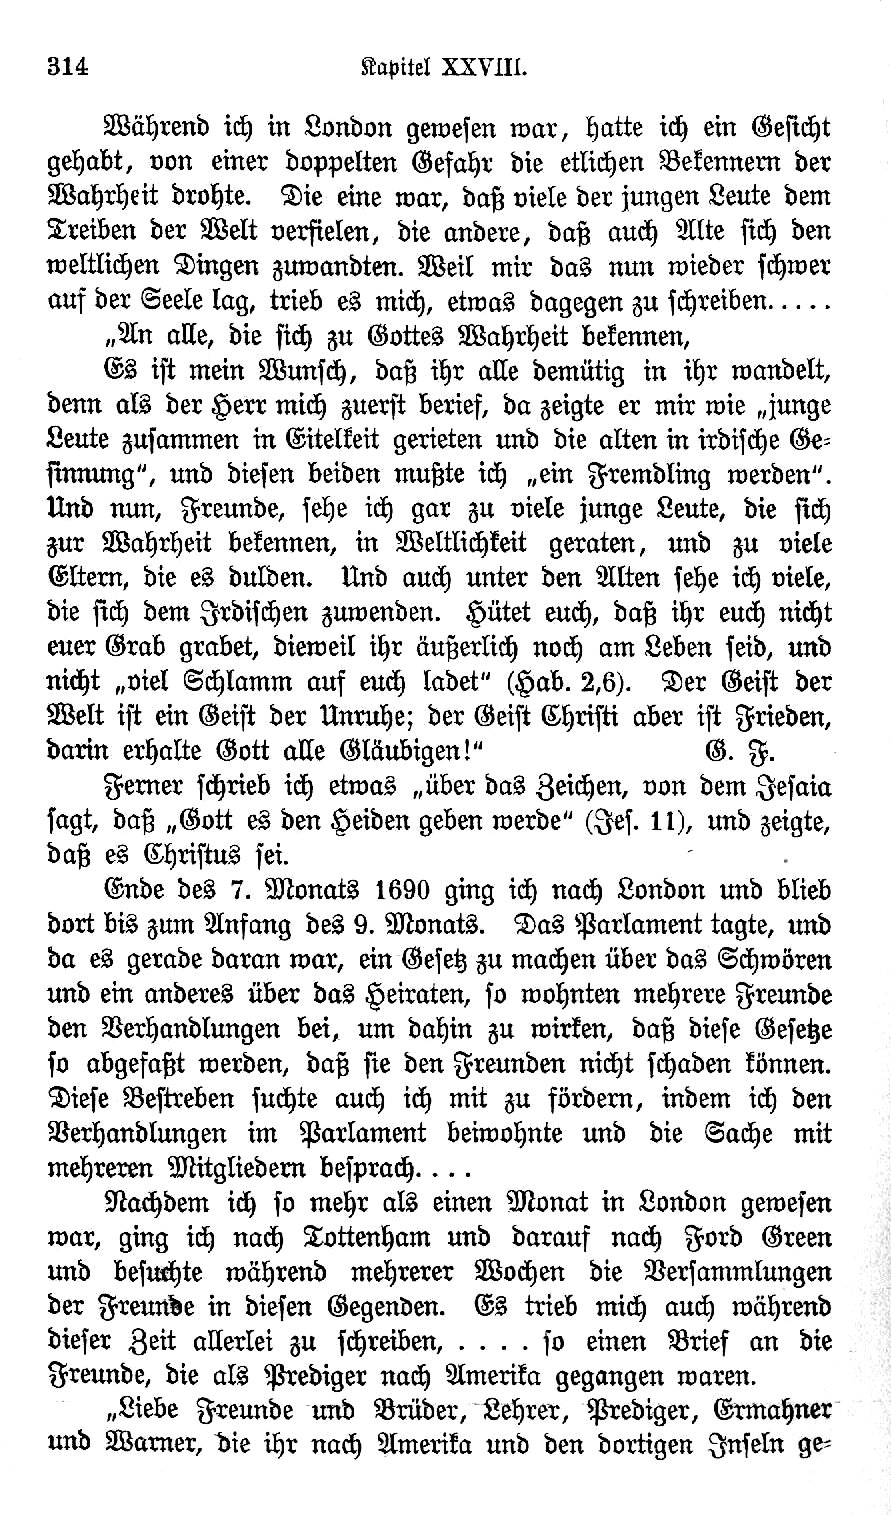 314 Kapitel XXVIII.
Während ich in London gewesen war, hatte ich ein Gesicht
gehabt, von einer doppelten Gefahr die etlichen Bekennern der
Wahrheit drohte. Die eine war, daß viele der jungen Leute dem
Treiben der Welt verfielen, die andere, daß auch Alte sich den
weltlichen Dingen zuwandten. Weil mir das nun wieder schwer
auf der Seele lag, trieb es mich, etwas dagegen zu schreiben.....
„An alle, die sich zu Gottes Wahrheit bekennen,
Es ist mein Wunsch, daß ihr alle demütig in ihr wandelt,
denn als der Herr mich zuerst berief, da zeigte er mir wie „junge
Leute zusammen in Eitelkeit gerieten und die alten in irdische Ge-
sinnung“, und diesen beiden mußte ich „ein Fremdling werden“.
Und nun, Freunde, sehe ich gar zu viele junge Leute, die sich
zur Wahrheit bekennen, in Weltlichkeit geraten, und zu viele
Eltern, die es dulden. Und auch unter den Alten sehe ich viele,
die sich dem Irdischen zuwenden. Hütet euch, daß ihr euch nicht
euer Grab grabet, dieweil ihr äußerlich noch am Leben seid, und
nicht „viel Schlamm auf euch ladet“ (Hab. 2,6). Der Geist der
Welt ist ein Geist der Unruhe; der Geist Christi aber ist Frieden,
darin erhalte Gott alle Gläubigen!“ G. F.
Ferner schrieb ich etwas „über das Zeichen, von dem Jesaia
sagt, daß „Gott es den Heiden geben werde“ (Jes. 11), und zeigte,
daß es Christus sei.
Ende des 7. Monats 1690 ging ich nach London und blieb
dort bis zum Anfang des 9. Monats. Das Parlament tagte, und
da es gerade daran war, ein Gesetz zu machen über das Schwören
und ein anderes über das Heiraten, so wohnten mehrere Freunde
den Verhandlungen bei, um dahin zu wirken, daß diese Gesetze
so abgefaßt werden, daß sie den Freunden nicht schaden können.
Diese Bestreben suchte auch ich mit zu fördern, indem ich den
Verhandlungen im Parlament beiwohnte und die Sache mit
mehreren Mitgliedern besprach....
Nachdem ich so mehr als einen Monat in London gewesen
war, ging ich nach Tottenham und darauf nach Ford Green
und besuchte während mehrerer Wochen die Versammlungen
der Freunde in diesen Gegenden. Es trieb mich auch während
dieser Zeit allerlei zu schreiben, .... so einen Brief an die
Freunde, die als Prediger nach Amerika gegangen waren.
„Liebe Freunde und Brüder, Lehrer, Prediger, Ermahner
und Warner, die ihr nach Amerika und den dortigen Inseln ge-